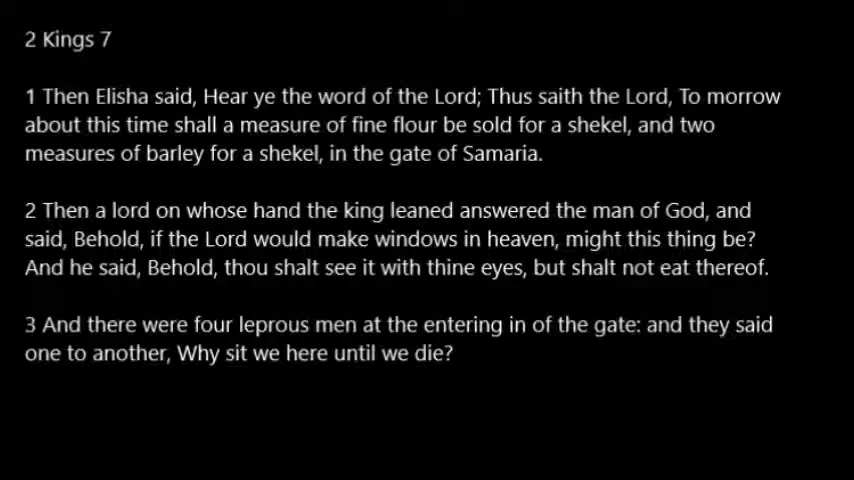 2 Kings 7
1 Then Elisha said, Hear ye the word of the Lord; Thus saith the Lord, To morrow
about this time shall a measure of fine flour be sold for a shekel, and two
measures of barley for a shekel, in the gate of Samaria.
2 Then a lord on whose hand the king leaned answered the man of God, and
said, Behold, if the Lord would make windows in heaven, might this thing be?
And he said, Behold, thou shalt see it with thine eyes, but shalt not eat thereof.
3 And there were four leprous men at the entering in of the gate: and they said
one to another, Why sit we here until we die?